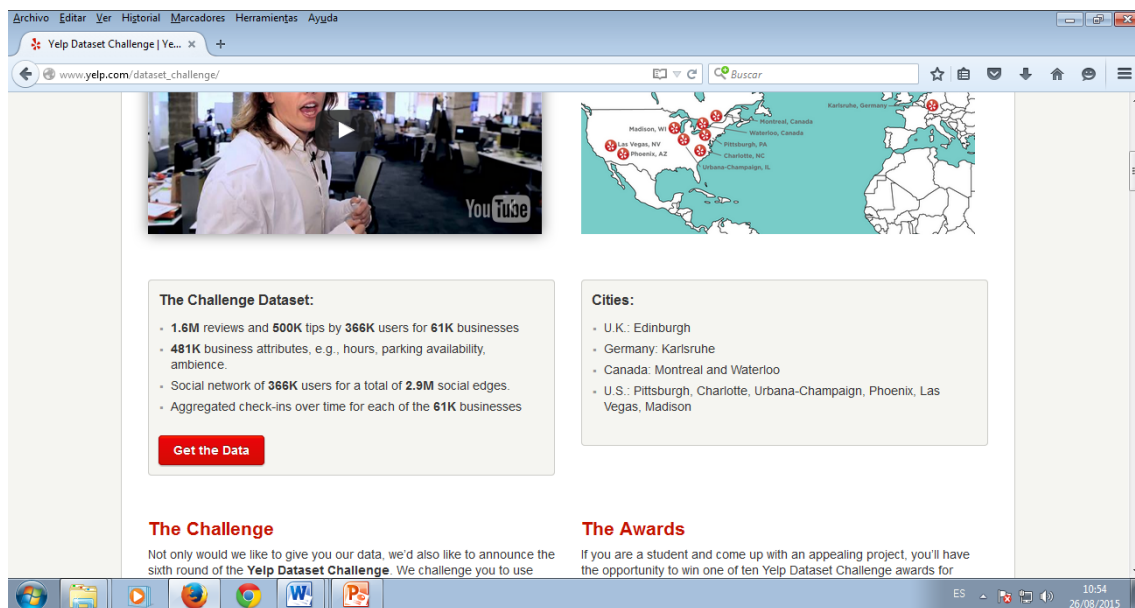 Archivo Editar Ver Historial Marcadores Herramientas Ayuda
Yelp Dataset Challenge | Ye...
www.yelp.com/dataset_challenge/
Buscar
YouTube
Karlsruhe, Germany
Montreal, Canada
Madison, WI
Waterloo, Canada
Las Vegas, NV
Pittsburgh, PA
Phoenix, AZ
Charlotte, NC
Urbana-Champaign, IL
The Challenge Dataset:
1.6M reviews and 500K tips by 366K users for 61K businesses
481K business attributes, e.g., hours, parking availability,
ambience.
Social network of 366K users for a total of 2.9M social edges.
Aggregated check-ins over time for each of the 61K businesses
Get the Data
Cities:
U.K.: Edinburgh
Germany: Karlsruhe
Canada: Montreal and Waterloo
U.S.: Pittsburgh, Charlotte, Urbana-Champaign, Phoenix, Las
Vegas, Madison
The Challenge
Not only would we like to give you our data, we'd also like to announce the
sixth round of the Yelp Dataset Challenge. We challenge you to use
The Awards
If you are a student and come up with an appealing project, you'll have
the opportunity to win one of ten Yelp Dataset Challenge awards for
ES
10:54
26/08/2015